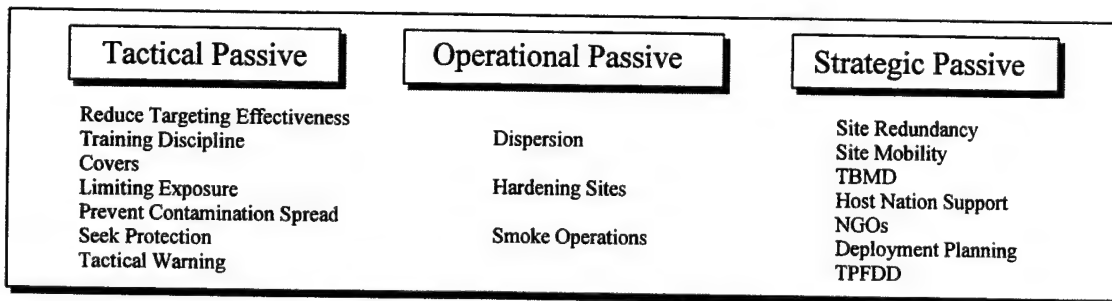 Tactical Passive
Reduce Targeting Effectiveness
Training Discipline
Covers
Limiting Exposure
Prevent Contamination Spread
Seek Protection
Tactical Warning
Operational Passive
Dispersion
Hardening Sites
Smoke Operations
Strategic Passive
Site Redundancy
Site Mobility
TBMD
Host Nation Support
NGOs
Deployment Planning
TPFDD